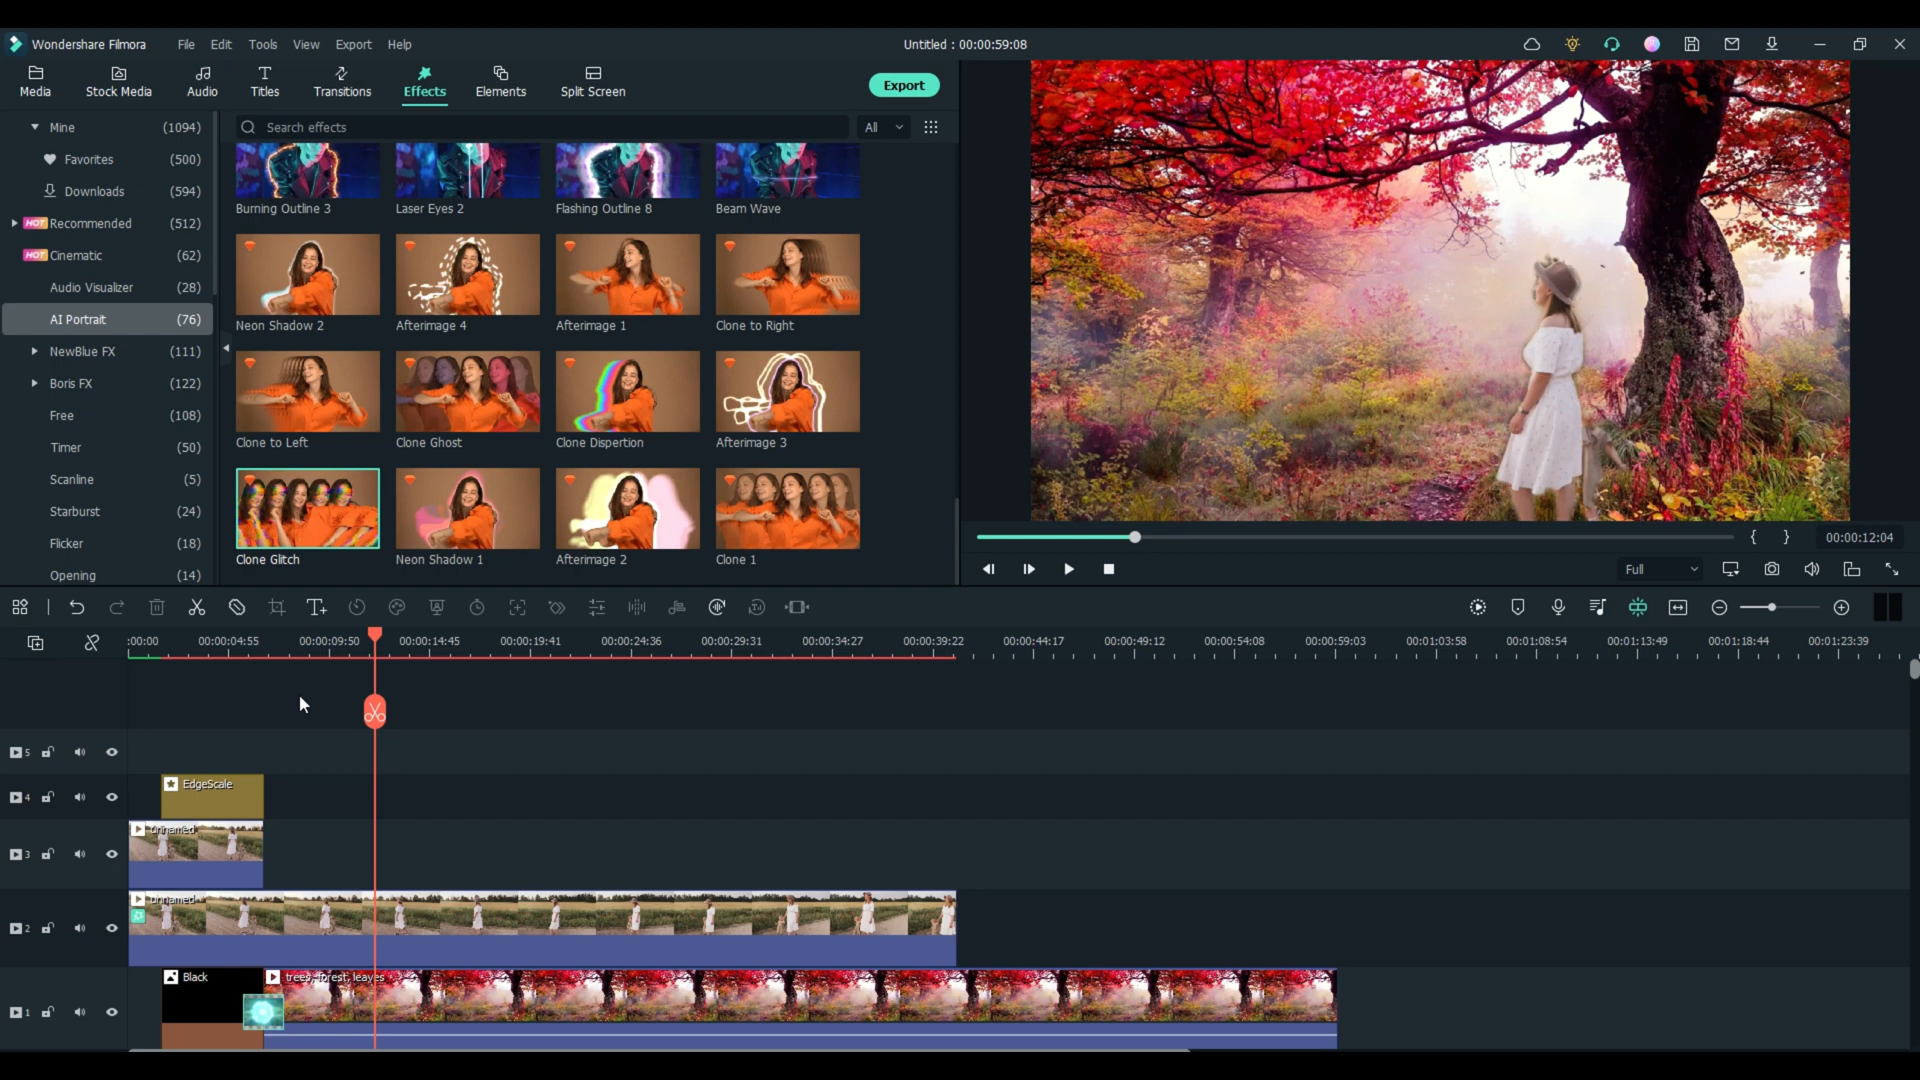 Wondershare Filmora File Edit Tools View Export Help Untitled : 00:00:59:08
Media Stock Media Audio Titles Transitions Effects Elements Split Screen Export
Mine (1094)
Favorites (500)
Downloads (594)
HOT Recommended (512)
HOT Cinematic (62)
Audio Visualizer (28)
AI Portrait (76)
NewBlue FX (111)
Boris FX (122)
Free (108)
Timer (50)
Scanline (5)
Starburst (24)
Flicker (18)
Opening (14)
Search effects All
Burning Outline 3 Laser Eyes 2 Flashing Outline 8 Beam Wave
Neon Shadow 2 Afterimage 4 Afterimage 1 Clone to Right
Clone to Left Clone Ghost Clone Dispertion Afterimage 3
Clone Glitch Neon Shadow 1 Afterimage 2 Clone 1
{ } 00:00:12:04
Full
:00:00 00:00:04:55 00:00:09:50 00:00:14:45 00:00:19:41 00:00:24:36 00:00:29:31 00:00:34:27 00:00:39:22 00:00:44:17 00:00:49:12 00:00:54:08 00:00:59:03 00:01:03:58 00:01:08:54 00:01:13:49 00:01:18:44 00:01:23:39
5
4 EdgeScale
3 unnamed
2 unnamed
1 Black trees, forest, leaves